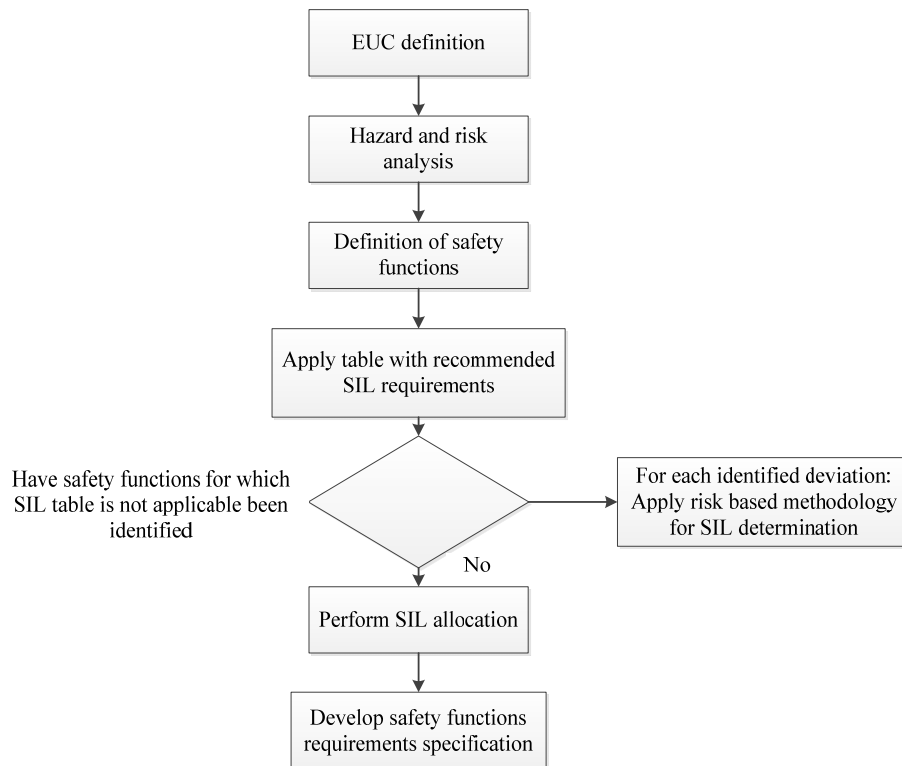 EUC definition
Hazard and risk
analysis
Definition of safety
functions
Apply table with recommended
SIL requirements
Have safety functions for which
SIL table is not applicable been
identified
For each identified deviation:
Apply risk based methodology
for SIL determination
No
Perform SIL allocation
Develop safety functions
requirements specification